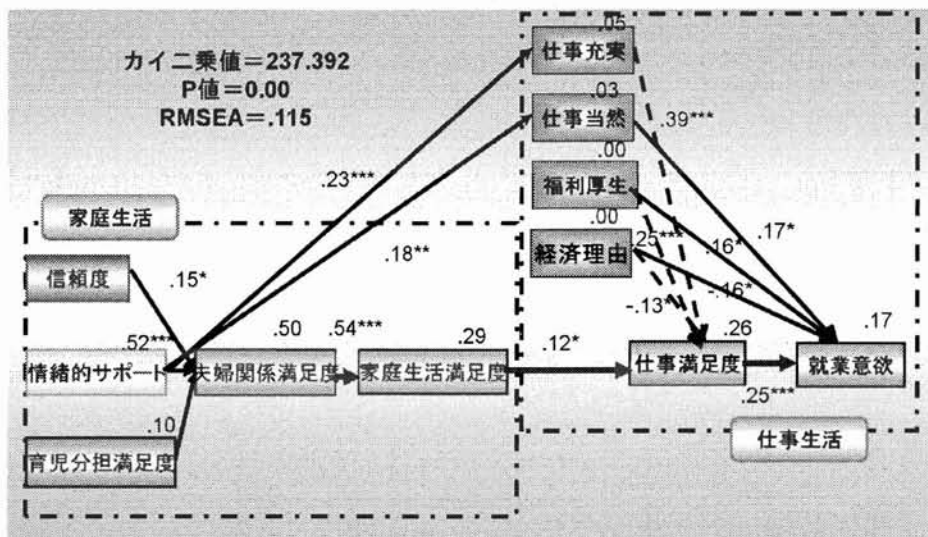 カイ二乗値=237.392
P値=0.00
RMSEA=.115
.05
仕事充実
.03
仕事当然
.39***
.00
福利厚生
.00
経済理由
.25***
.16*
.17*
-.13*
-.16*
.23***
.18**
家庭生活
信頼度
.15*
.52***
.50
.54***
.29
.12*
.26
.17
情緒的サポート
夫婦関係満足度
家庭生活満足度
仕事満足度
就業意欲
.25***
.10
育児分担満足度
仕事生活